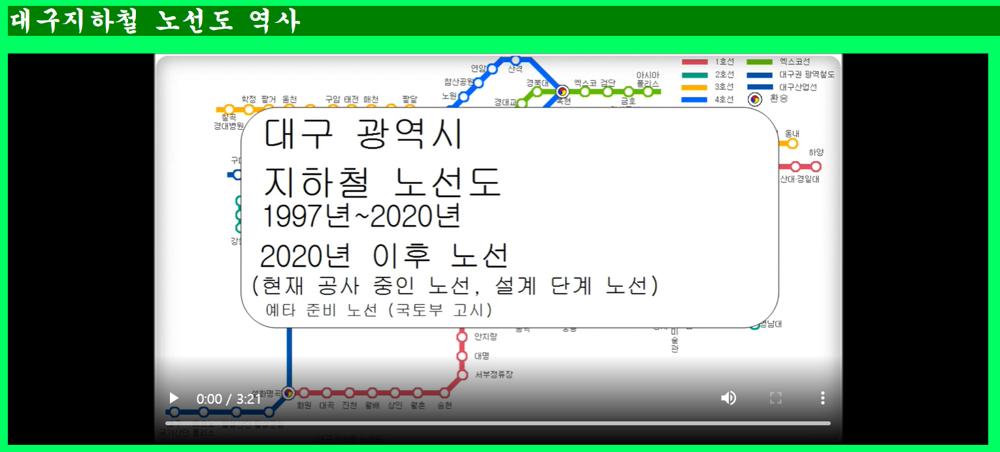 대구지하철 노선도 역사
연암
산격
1호선
엑스코선
참산공원
2호선
대구권 광역철도
경북대
엑스코 검단
아시아
폴리스
3호선
대구산업선
노원
4호선
환승
학정 팔거 동천
구암 태전 매천
팔달
경대교
복현
금호
칠곡
경대병원
대구 광역시
동내
하양
지하철 노선도
1997년~2020년
2020년 이후 노선
(현재 공사 중인 노선, 설계 단계 노선)
예타 준비 노선 (국토부 고시)
영남대
미
술
관
안지랑
대명
서부정류장
설화명곡
0:00 / 3:21
화원 대곡 진천 월배 상인 월촌 송현
국가산단 폴리스